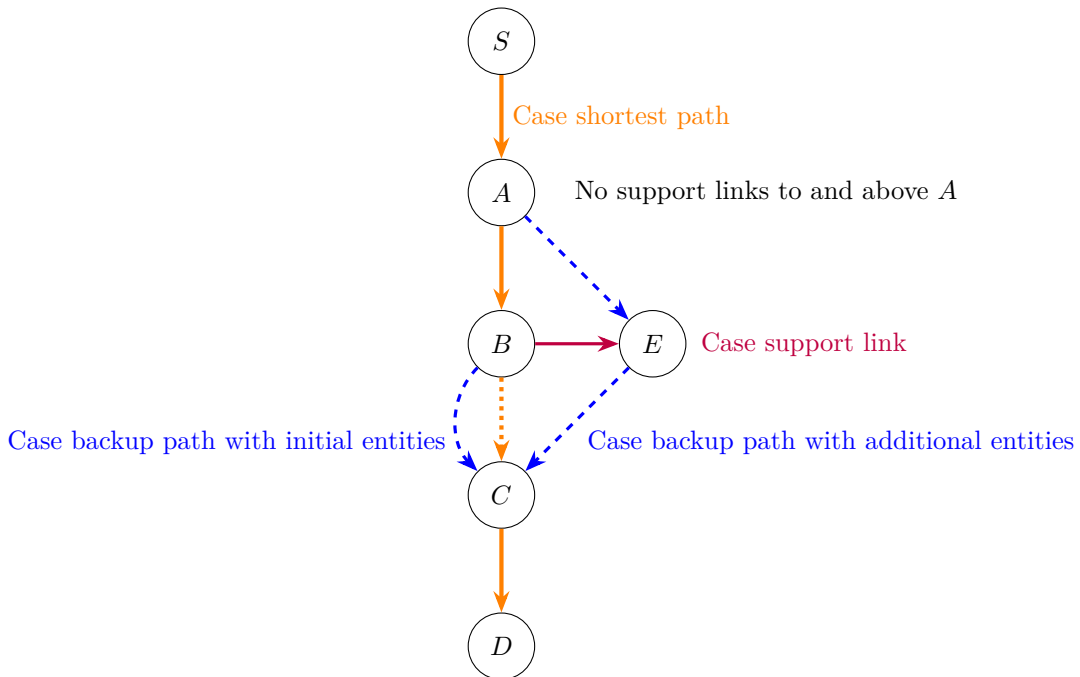 S
Case shortest path
A
No support links to and above A
B
E
Case support link
Case backup path with initial entities
Case backup path with additional entities
C
D